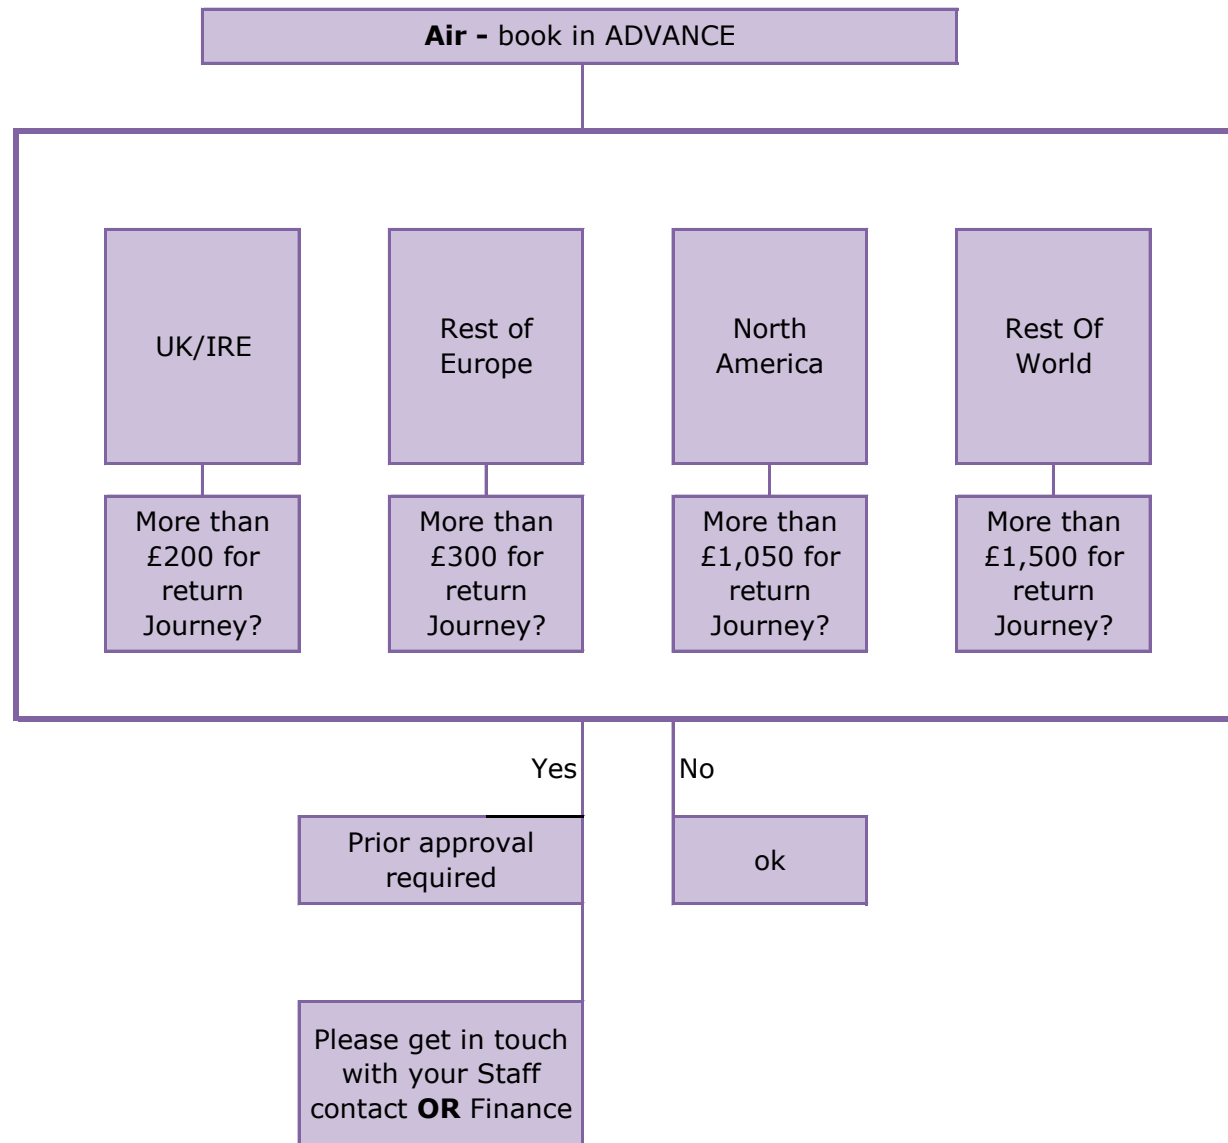 Air - book in ADVANCE
UK/IRE
Rest of
Europe
North
America
Rest Of
World
More than
£200 for
return
Journey?
More than
£300 for
return
Journey?
More than
£1,050 for
return
Journey?
More than
£1,500 for
return
Journey?
Yes
No
Prior approval
required
ok
Please get in touch
with your Staff
contact OR Finance